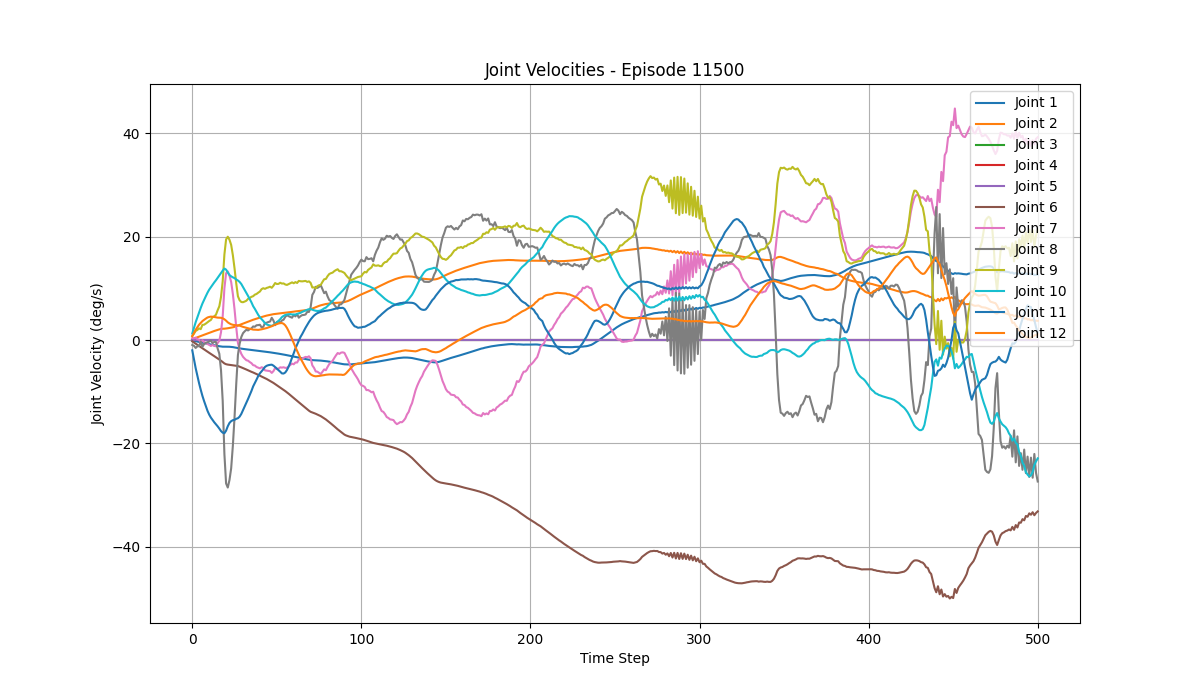 Joint Velocities - Episode 11500
Joint Velocity (deg/s)
40
20
0
−20
−40
0
100
200
300
400
500
Time Step
Joint 1
Joint 2
Joint 3
Joint 4
Joint 5
Joint 6
Joint 7
Joint 8
Joint 9
Joint 10
Joint 11
Joint 12